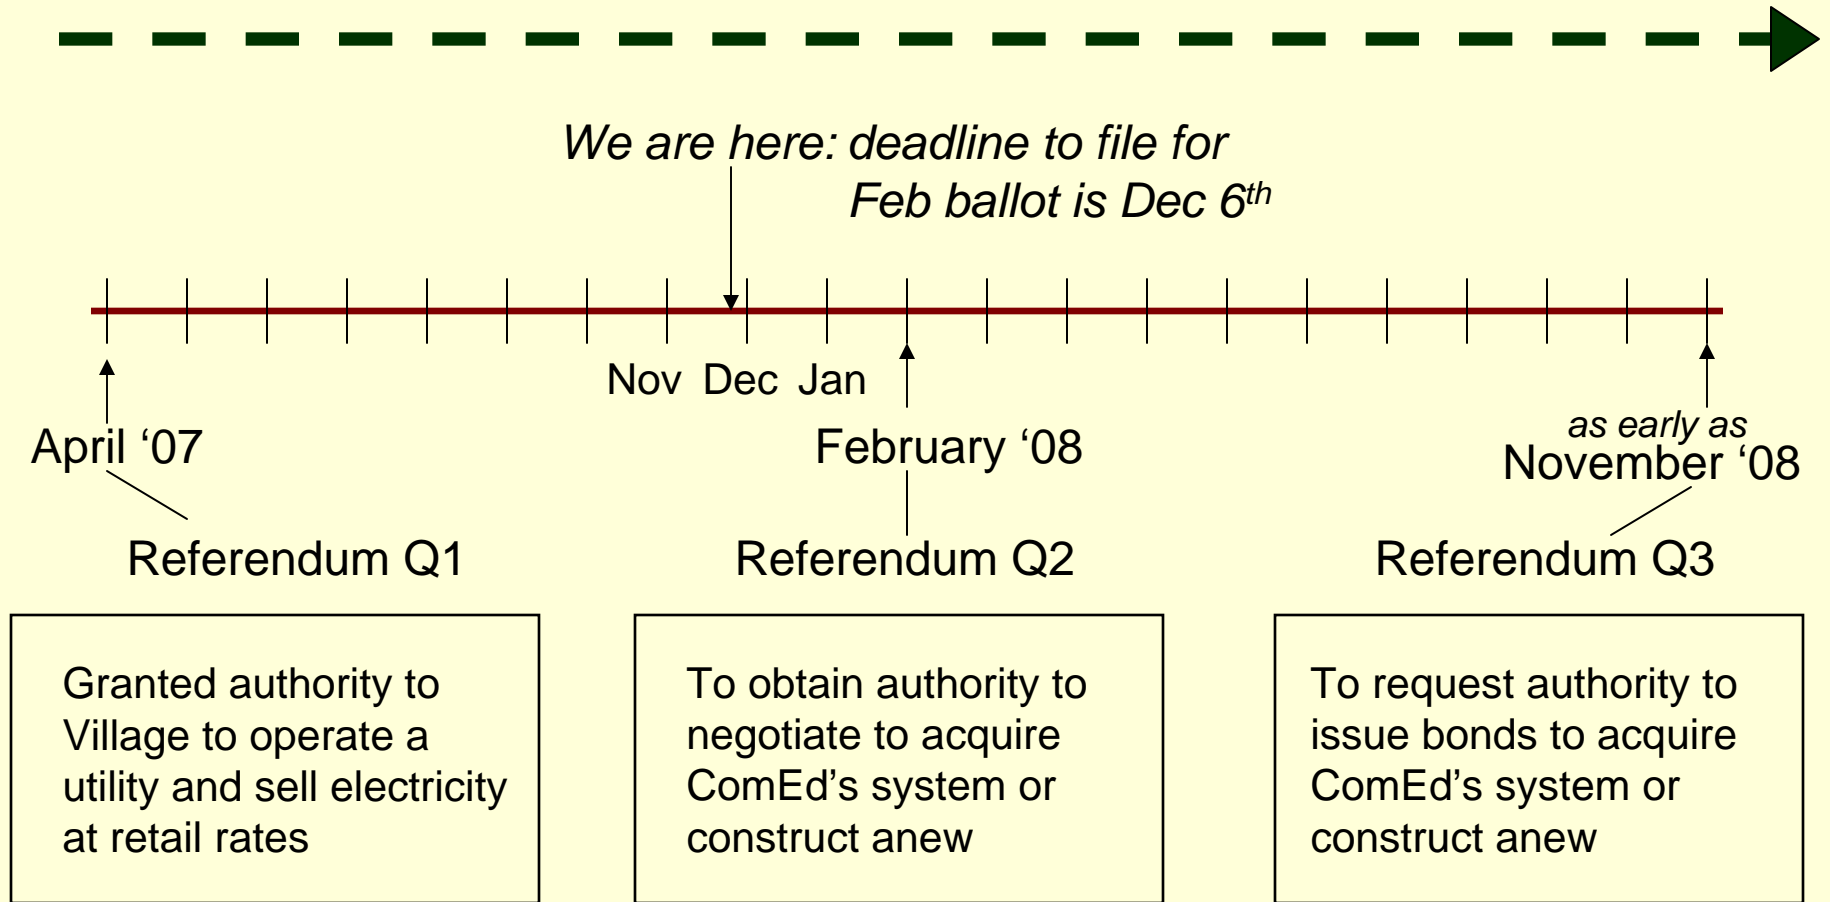 We are here: deadline to file for
Feb ballot is Dec 6th
Nov Dec Jan
April ‘07
February ‘08
as early as
November ‘08
Referendum Q1
Referendum Q2
Referendum Q3
Granted authority to
Village to operate a
utility and sell electricity
at retail rates
To obtain authority to
negotiate to acquire
ComEd’s system or
construct anew
To request authority to
issue bonds to acquire
ComEd’s system or
construct anew